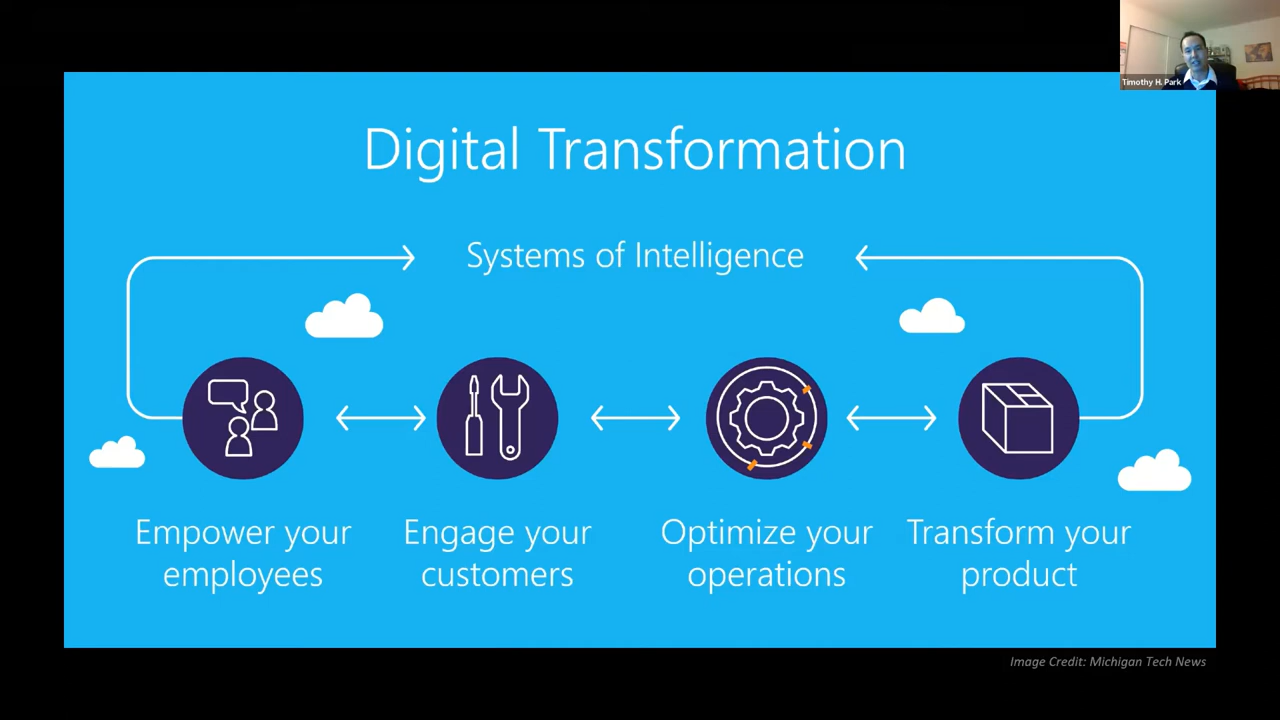 Timothy H. Park
Digital Transformation
Systems of Intelligence
Empower your
employees
Engage your
customers
Optimize your
operations
Transform your
product
Image Credit: Michigan Tech News